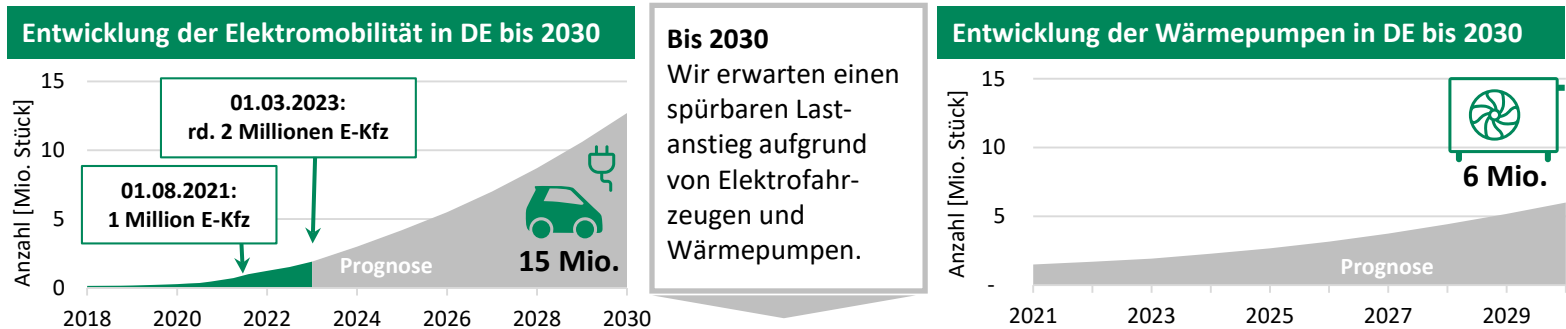 Entwicklung der Elektromobilität in DE bis 2030
Anzahl [Mio. Stück]
15
10
5
0
01.03.2023:
rd. 2 Millionen E-Kfz
01.08.2021:
1 Million E-Kfz
Prognose
15 Mio.
2018
2020
2022
2024
2026
2028
2030
Bis 2030
Wir erwarten einen
spürbaren Last-
anstieg aufgrund
von Elektrofahr-
zeugen und
Wärmepumpen.
Entwicklung der Wärmepumpen in DE bis 2030
Anzahl [Mio. Stück]
15
10
5
-
6 Mio.
Prognose
2021
2023
2025
2027
2029